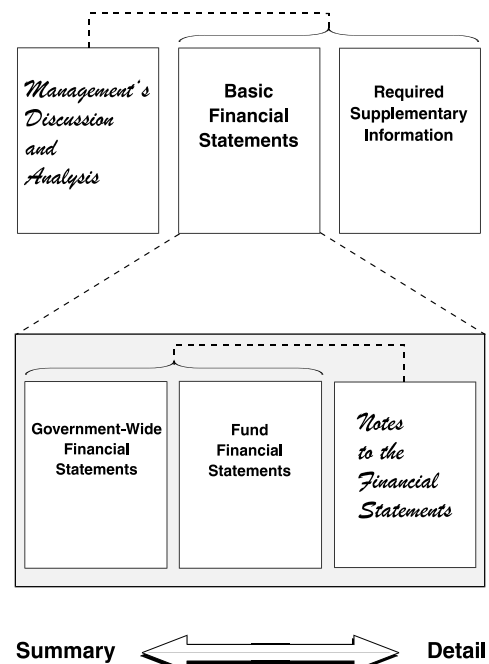 Management's
Discussion
and
Analysis
Basic
Financial
Statements
Required
Supplementary
Information
Government-Wide
Financial
Statements
Fund
Financial
Statements
Notes
to the
Financial
Statements
Summary
Detail